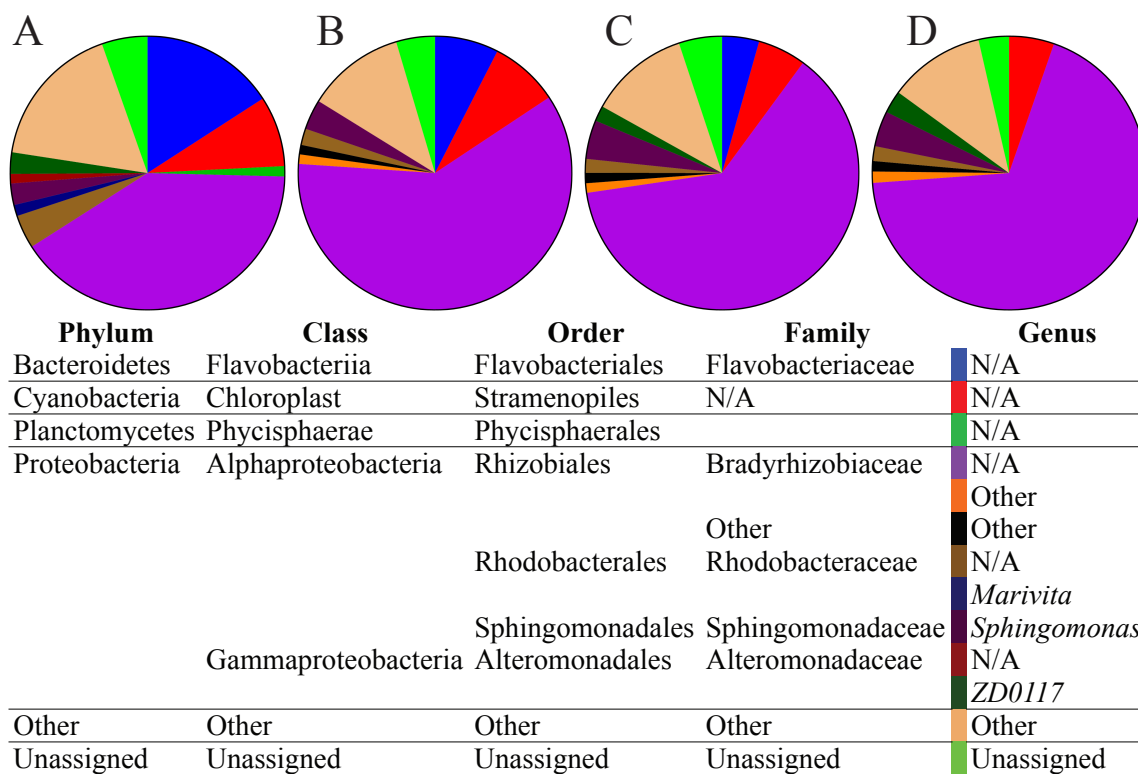 A B C D
Phylum Class Order Family Genus
Bacteroidetes Flavobacteriia Flavobacteriales Flavobacteriaceae N/A
Cyanobacteria Chloroplast Stramenopiles N/A N/A
Planctomycetes Phycisphaerae Phycisphaerales N/A
Proteobacteria Alphaproteobacteria Rhizobiales Bradyrhizobiaceae N/A
Other
Other Other
Rhodobacterales Rhodobacteraceae N/A
Marivita
Sphingomonadales Sphingomonadaceae Sphingomonas
Gammaproteobacteria Alteromonadales Alteromonadaceae N/A
ZD0117
Other Other Other Other Other
Unassigned Unassigned Unassigned Unassigned Unassigned